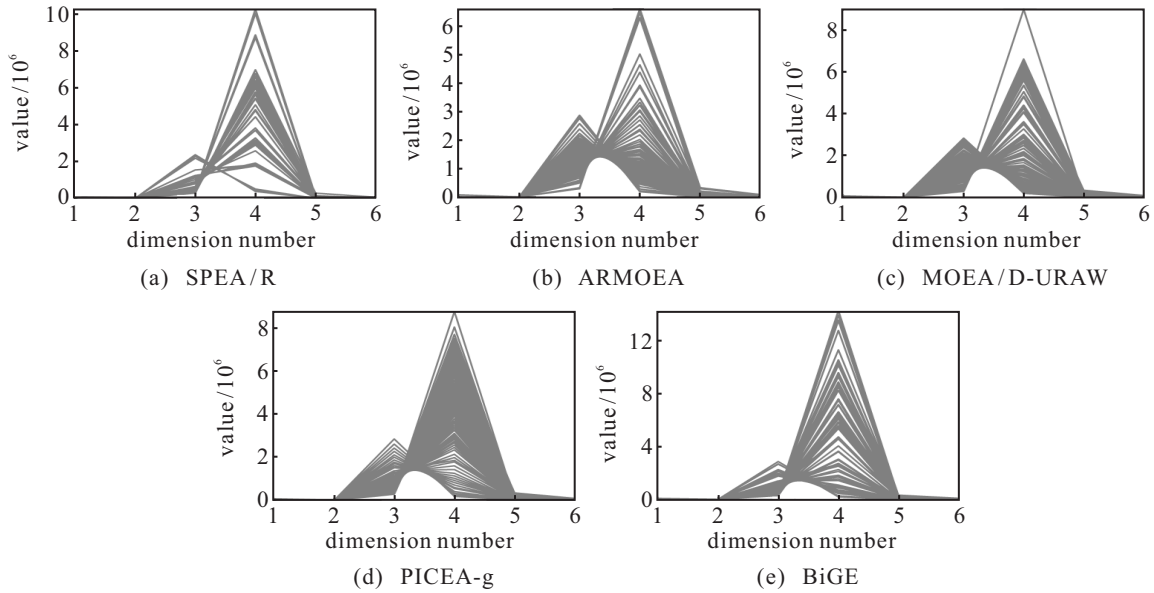 value/10⁶
10
8
6
4
2
0
1 2 3 4 5 6
dimension number
(a) SPEA/R
value/10⁶
6
5
4
3
2
1
0
1 2 3 4 5 6
dimension number
(b) ARMOEA
value/10⁶
8
6
4
2
0
1 2 3 4 5 6
dimension number
(c) MOEA/D-URAW
value/10⁶
8
6
4
2
0
1 2 3 4 5 6
dimension number
(d) PICEA-g
value/10⁶
12
8
4
0
1 2 3 4 5 6
dimension number
(e) BiGE